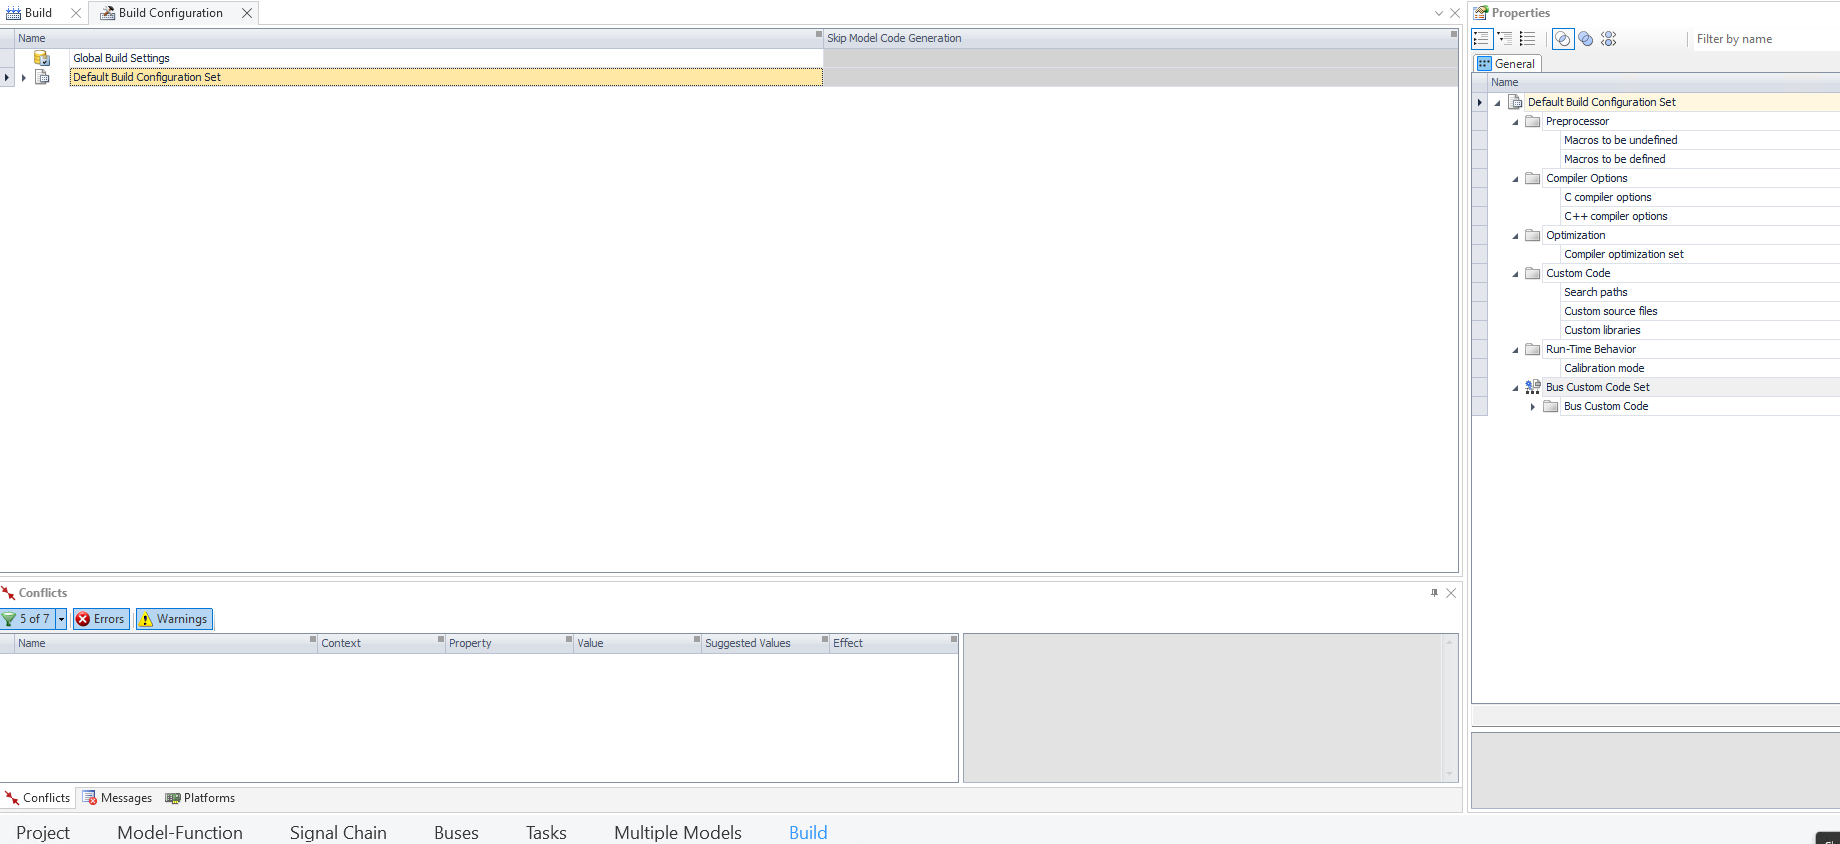 Build
Build Configuration
Name
Skip Model Code Generation
Global Build Settings
Default Build Configuration Set
Conflicts
5 of 7
Errors
Warnings
Name
Context
Property
Value
Suggested Values
Effect
Conflicts
Messages
Platforms
Project
Model-Function
Signal Chain
Buses
Tasks
Multiple Models
Build
Properties
Filter by name
General
Name
Default Build Configuration Set
Preprocessor
Macros to be undefined
Macros to be defined
Compiler Options
C compiler options
C++ compiler options
Optimization
Compiler optimization set
Custom Code
Search paths
Custom source files
Custom libraries
Run-Time Behavior
Calibration mode
Bus Custom Code Set
Bus Custom Code